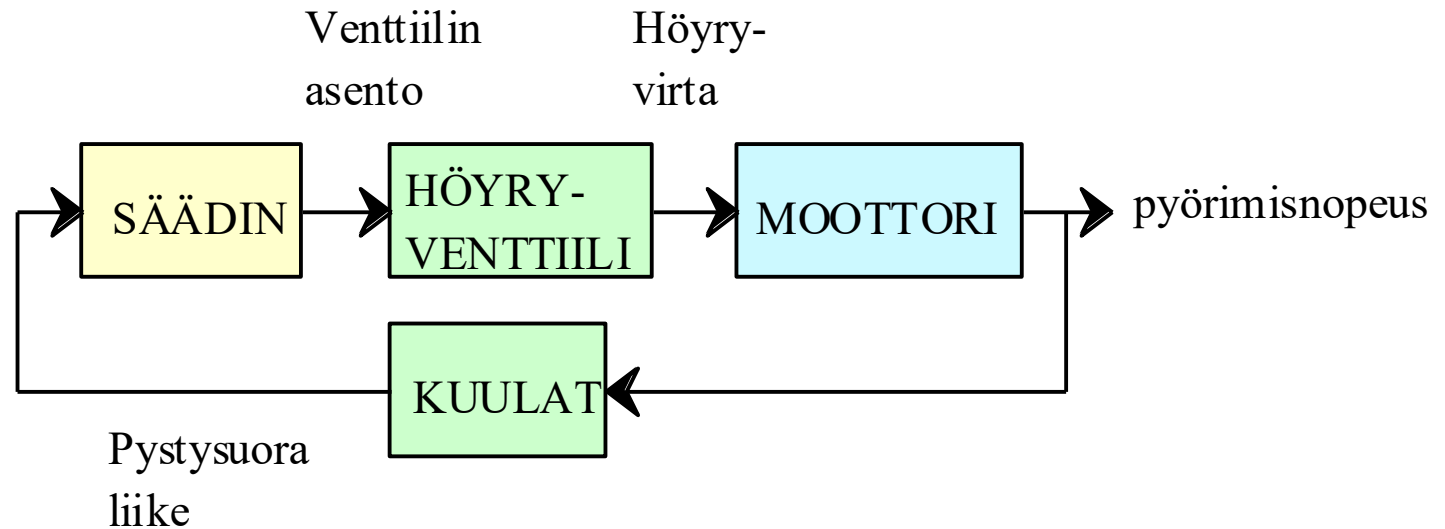 Venttiilin
asento
Höyry-
virta
SÄÄDIN
HÖYRY-
VENTTIILI
MOOTTORI
pyörimisnopeus
KUULAT
Pystysuora
liike